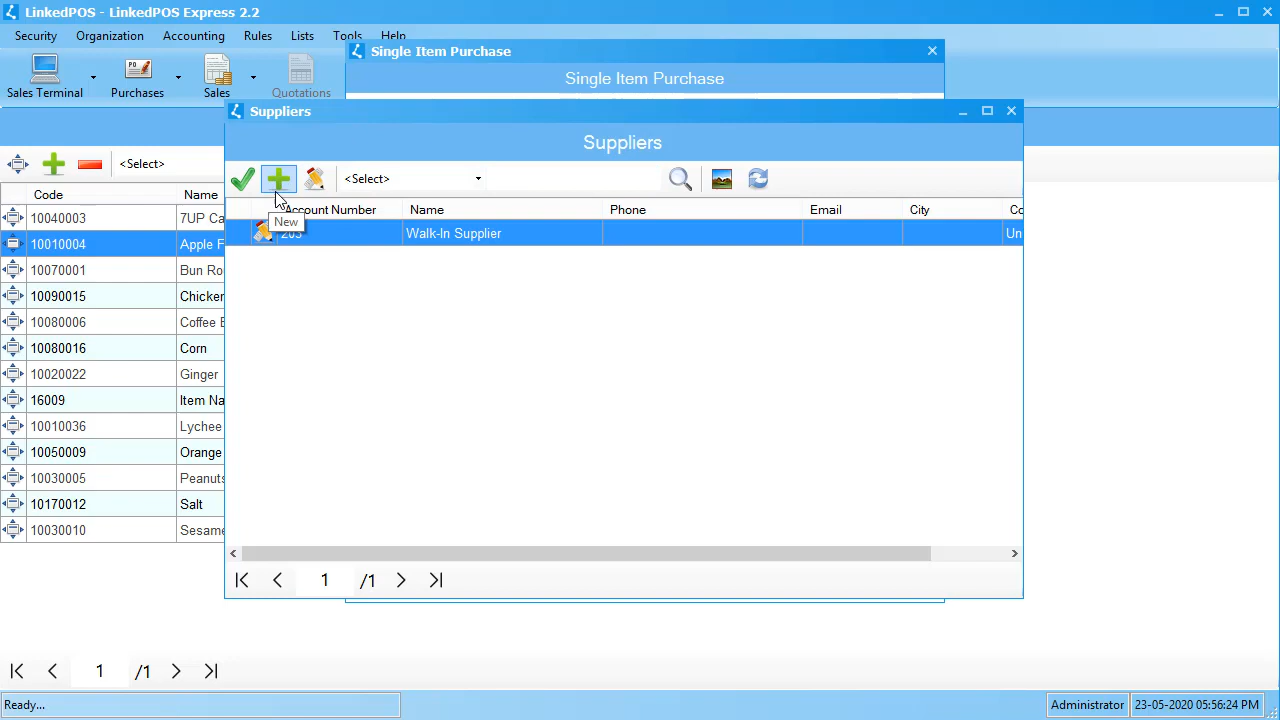 LinkedPOS - LinkedPOS Express 2.2
Security Organization Accounting Rules Lists Tools Help
Single Item Purchase
Sales Terminal Purchases Sales Quotations
Single Item Purchase
Suppliers
Suppliers
<Select>
<Select>
Code Name
Account Number Name Phone Email City Co
New
203 Walk-In Supplier Un
10040003 7UP Ca
10010004 Apple F
10070001 Bun Ro
10090015 Chicken
10080006 Coffee B
10080016 Corn
10020022 Ginger
16009 Item Na
10010036 Lychee
10050009 Orange
10030005 Peanuts
10170012 Salt
10030010 Sesame
1 /1
1 /1
Ready... Administrator 23-05-2020 05:56:24 PM